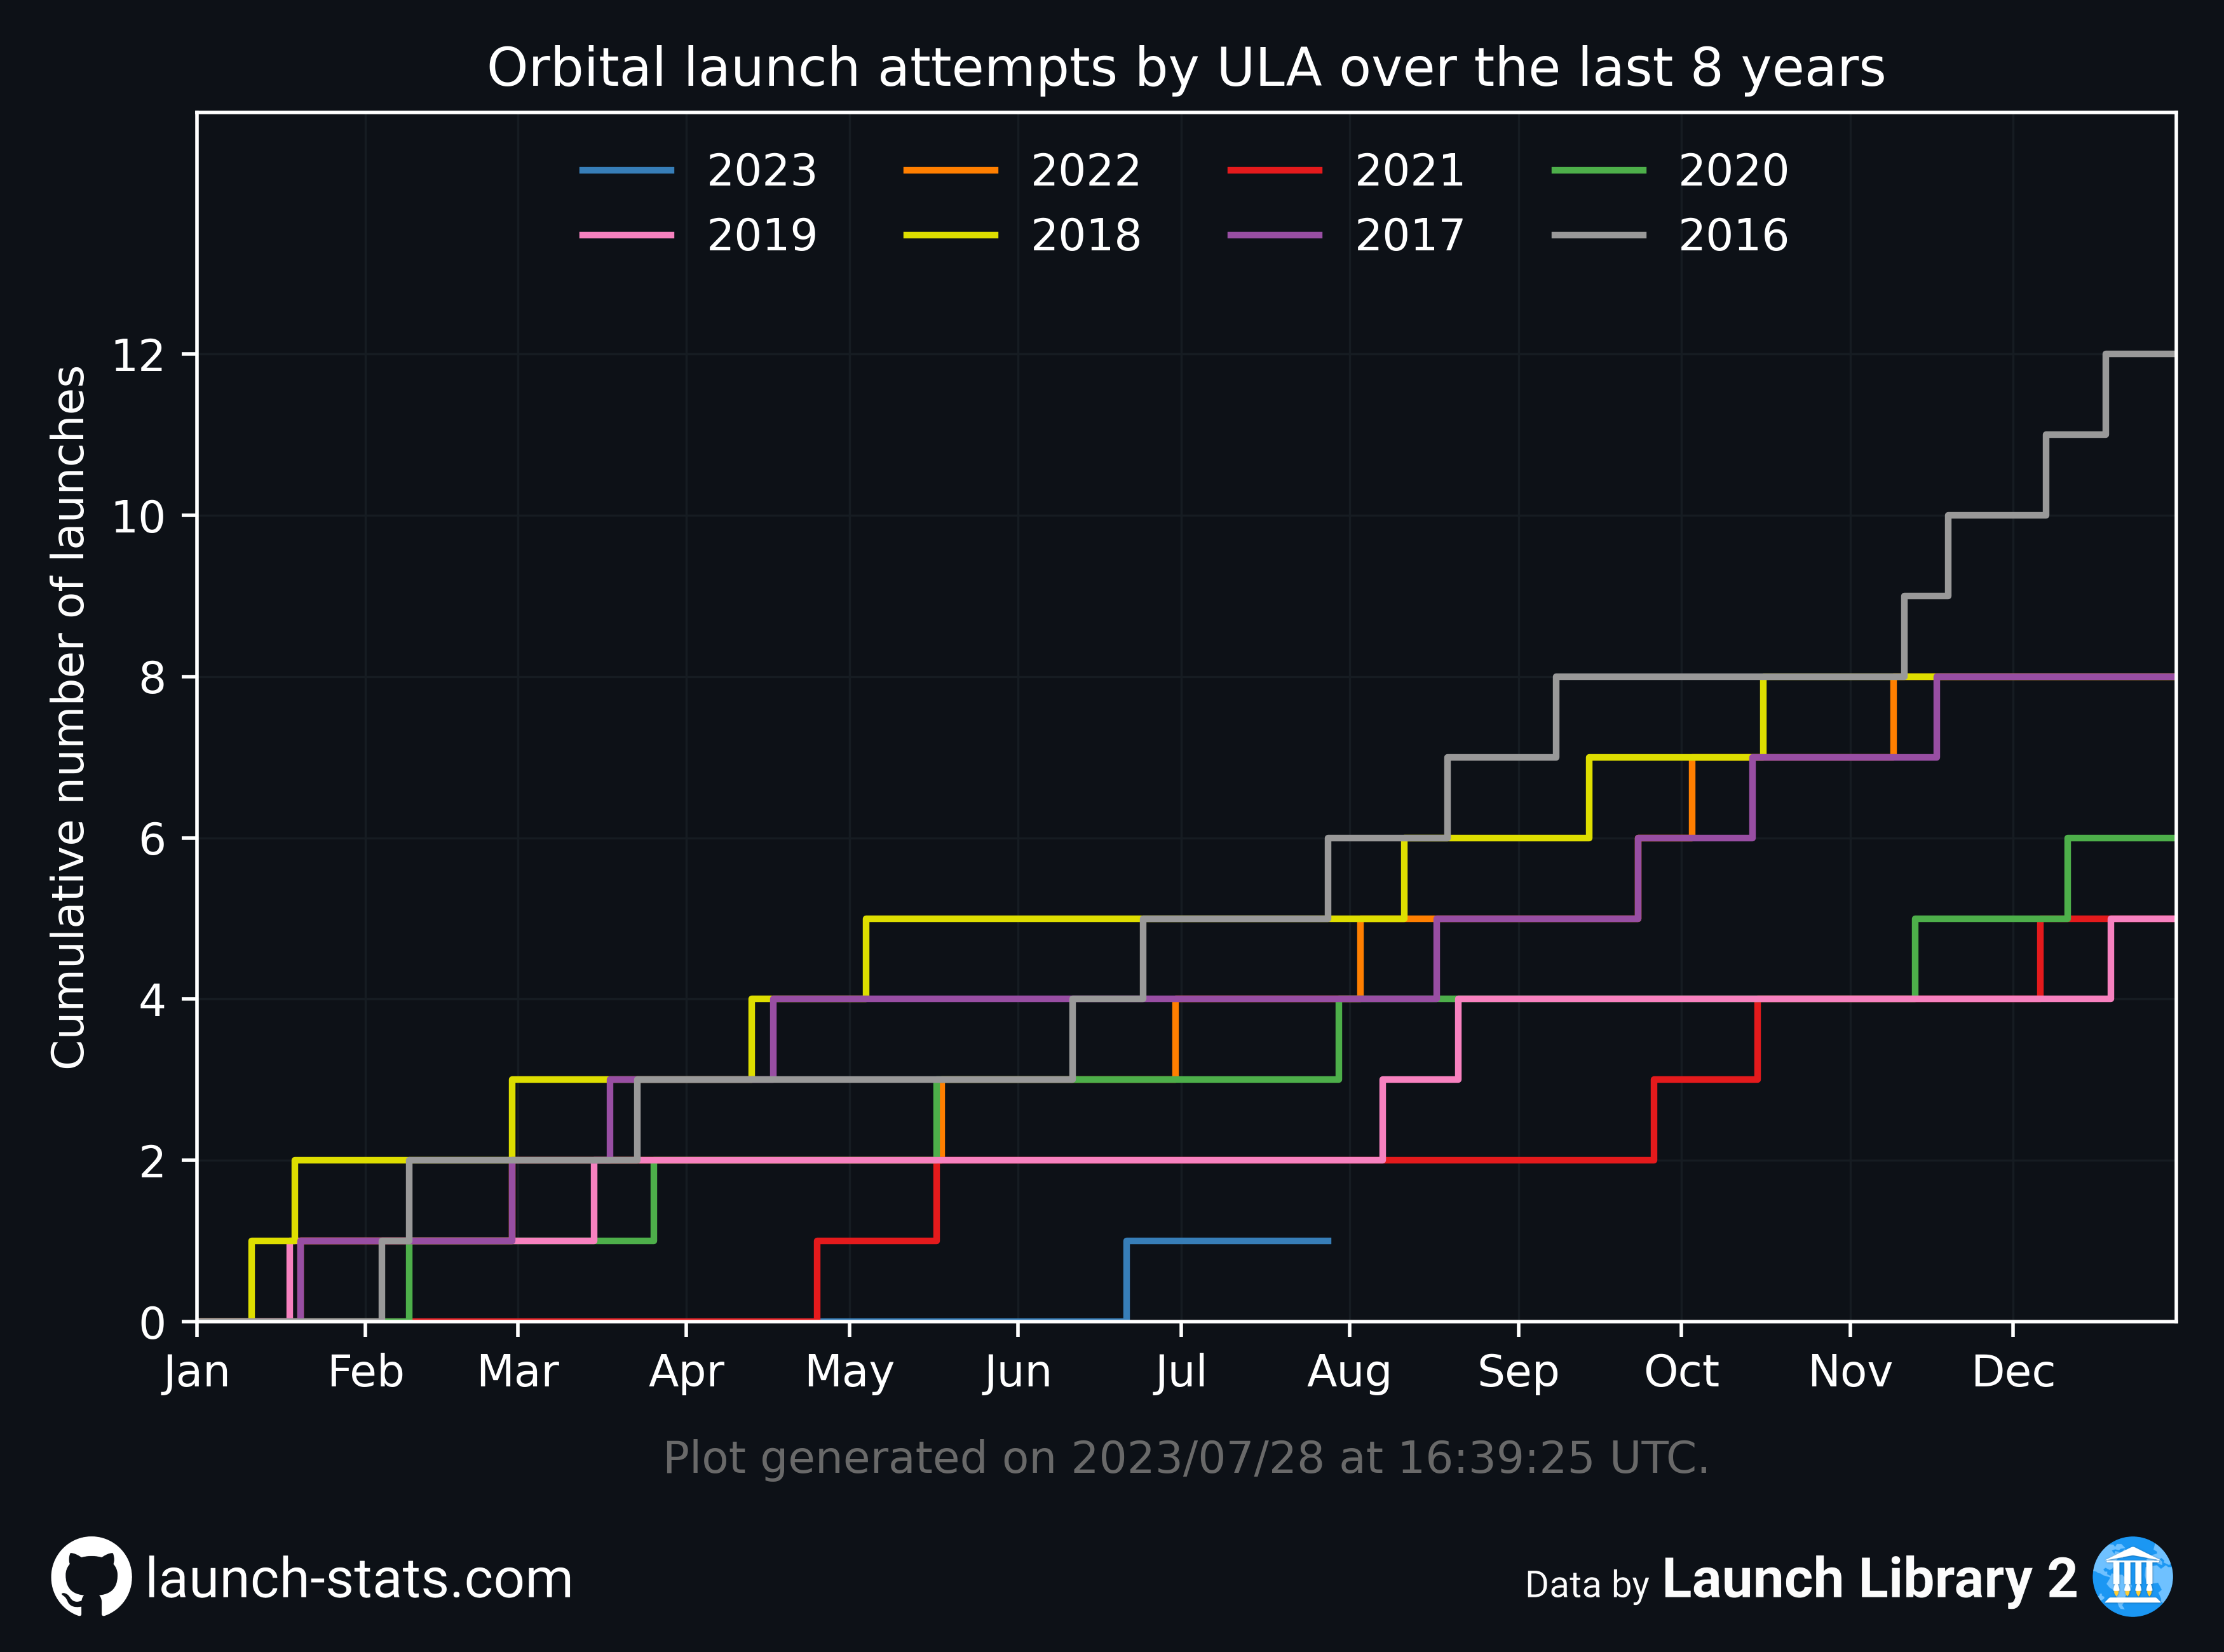 Orbital launch attempts by ULA over the last 8 years
2023 2022 2021 2020
2019 2018 2017 2016
Cumulative number of launches
12
10
8
6
4
2
0
Jan Feb Mar Apr May Jun Jul Aug Sep Oct Nov Dec
Plot generated on 2023/07/28 at 16:39:25 UTC.
launch-stats.com
Data by Launch Library 2